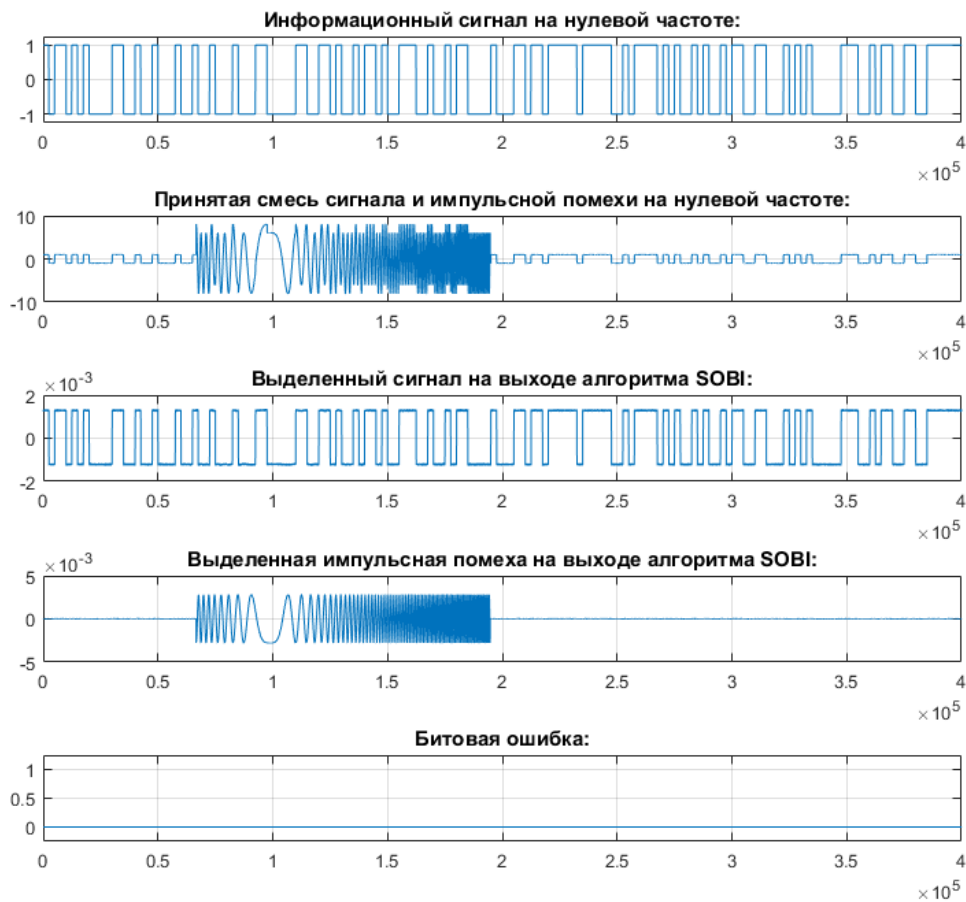 Информационный сигнал на нулевой частоте:
1
0
-1
0 0.5 1 1.5 2 2.5 3 3.5 4
×10^5
Принятая смесь сигнала и импульсной помехи на нулевой частоте:
10
0
-10
0 0.5 1 1.5 2 2.5 3 3.5 4
×10^5
×10^-3 Выделенный сигнал на выходе алгоритма SOBI:
2
0
-2
0 0.5 1 1.5 2 2.5 3 3.5 4
×10^5
×10^-3 Выделенная импульсная помеха на выходе алгоритма SOBI:
5
0
-5
0 0.5 1 1.5 2 2.5 3 3.5 4
×10^5
Битовая ошибка:
1
0.5
0
0 0.5 1 1.5 2 2.5 3 3.5 4
×10^5